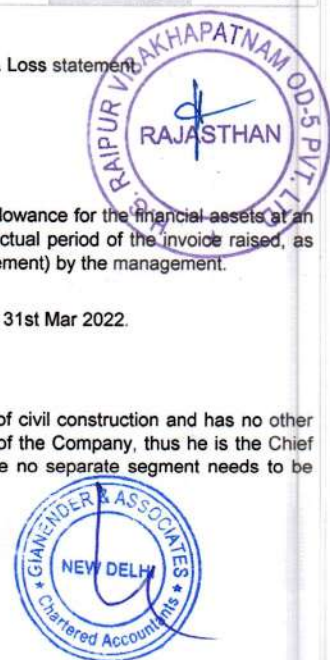 Loss statement
H.G. RAIPUR VISAKHAPATNAM OD-5 PVT. LTD.
RAJASTHAN
lowance for the financial assets at an
ctual period of the invoice raised, as
ement) by the management.
31st Mar 2022.
of civil construction and has no other
of the Company, thus he is the Chief
e no separate segment needs to be
GIANENDER & ASSOCIATES
NEW DELHI
Chartered Accountants